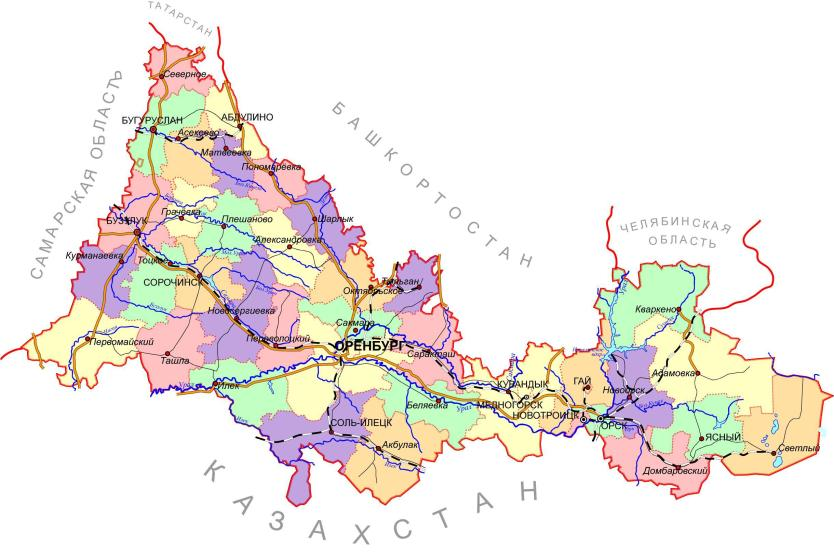 ТАТАРСТАН
Северное
САМАРСКАЯ ОБЛАСТЬ
БАШКОРТОСТАН
БУГУРУСЛАН
АБДУЛИНО
Асекеево
Матвеевка
Пономарёвка
Грачевка
Плешаново
Шарлык
БУЗУЛУК
Александровка
Курманаевка
Тоцкое
СОРОЧИНСК
Тюльган
Октябрьское
ЧЕЛЯБИНСКАЯ
ОБЛАСТЬ
Новосергиевка
Сакмара
Кваркено
Первомайский
Переволоцкий
ОРЕНБУРГ
Ташла
Саракташ
Адамовка
Илек
КУВАНДЫК
ГАЙ
Новоорск
Беляевка
Урал
МЕДНОГОРСК
НОВОТРОИЦК
СОЛЬ-ИЛЕЦК
ОРСК
ЯСНЫЙ
Акбулак
Светлый
Домбаровский
КАЗАХСТАН